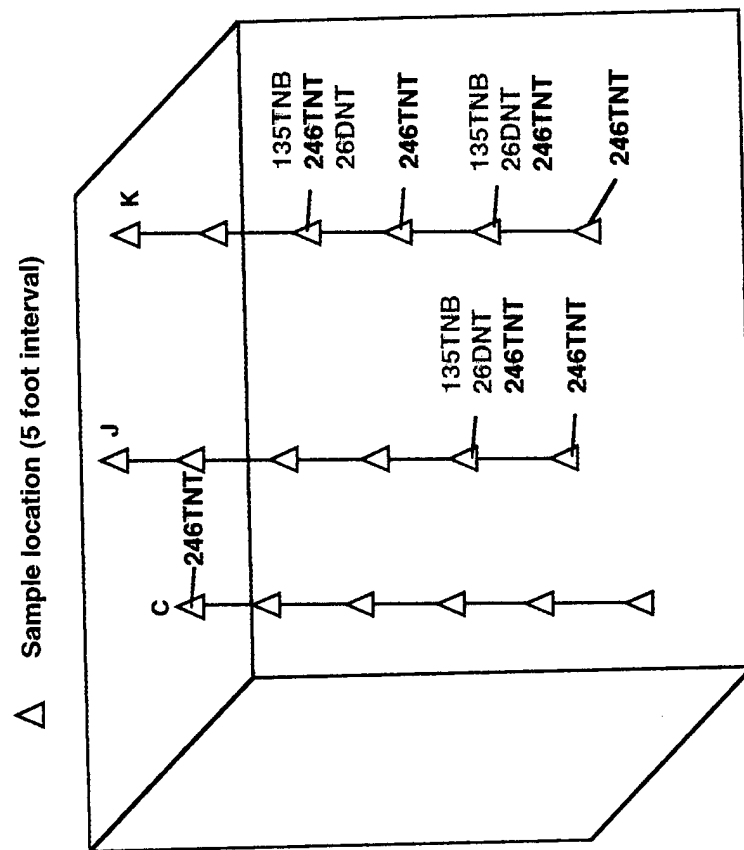 Sample location (5 foot interval)
K
135TNB
246TNT
26DNT
246TNT
135TNB
26DNT
246TNT
246TNT
J
135TNB
26DNT
246TNT
246TNT
C
246TNT